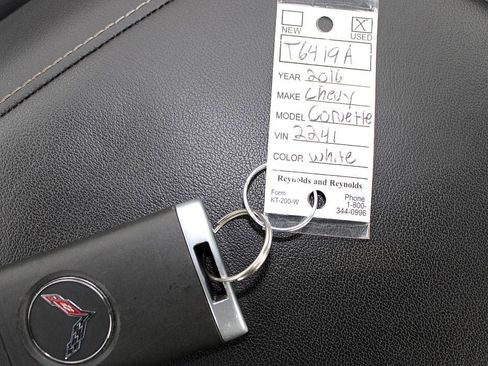 NEW USED
T6419A
YEAR 2016
MAKE Chevy
MODEL Corvette
VIN 2241
COLOR white
Reynolds and Reynolds
Form Phone
KT-200-W 1-800-
344-0996